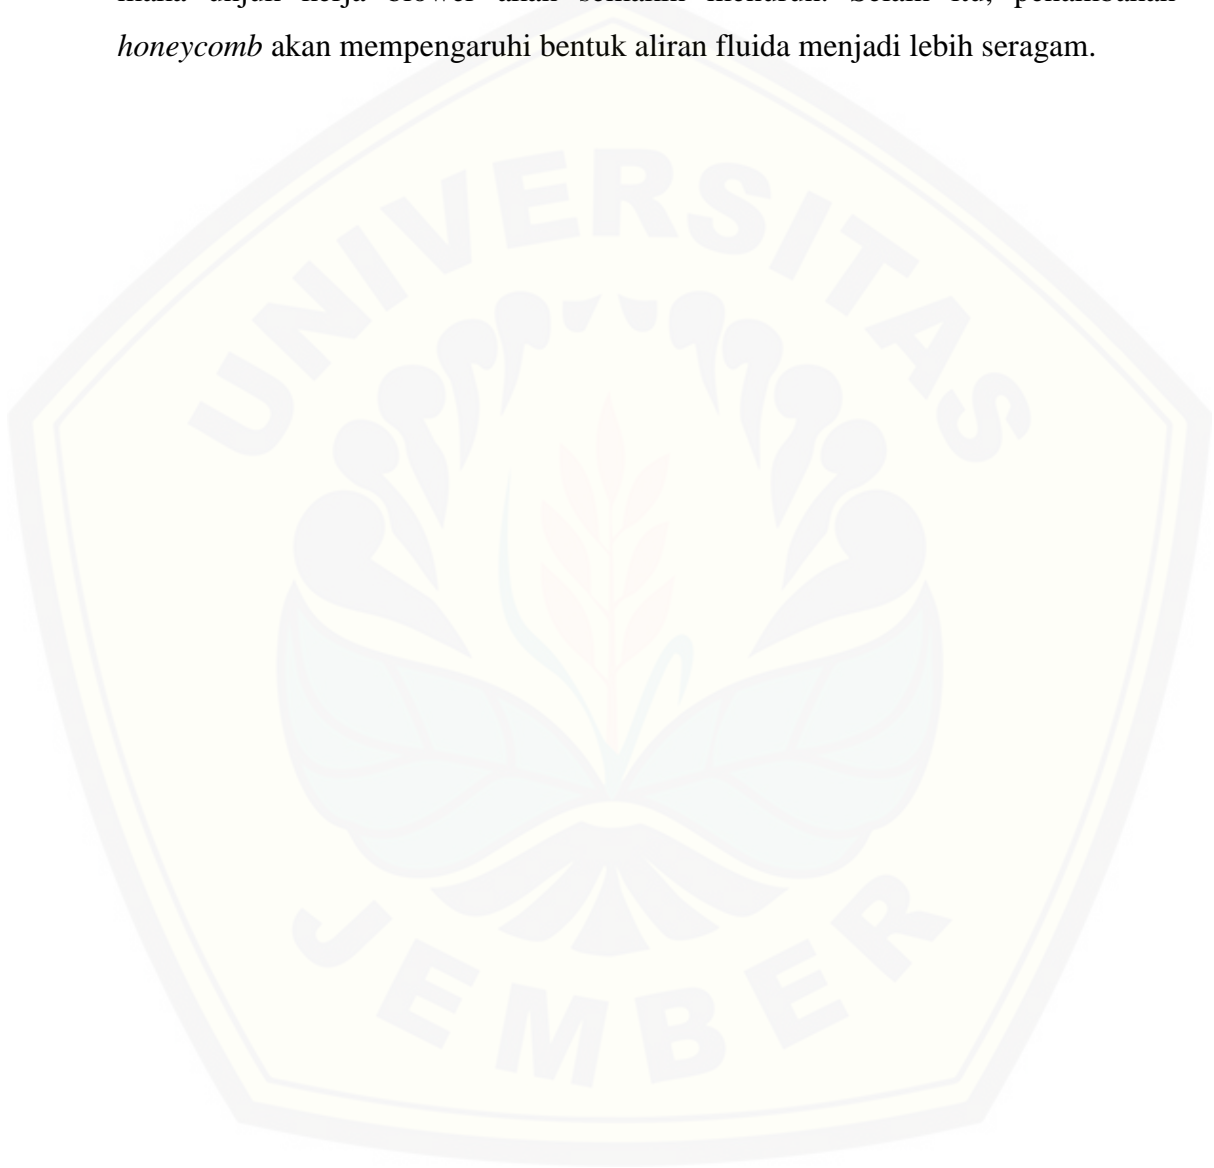 maka unjuk kerja blower akan semakin menurun. Selain itu, penambahan
honeycomb akan mempengaruhi bentuk aliran fluida menjadi lebih seragam.
UNIVERSITAS
JEMBER